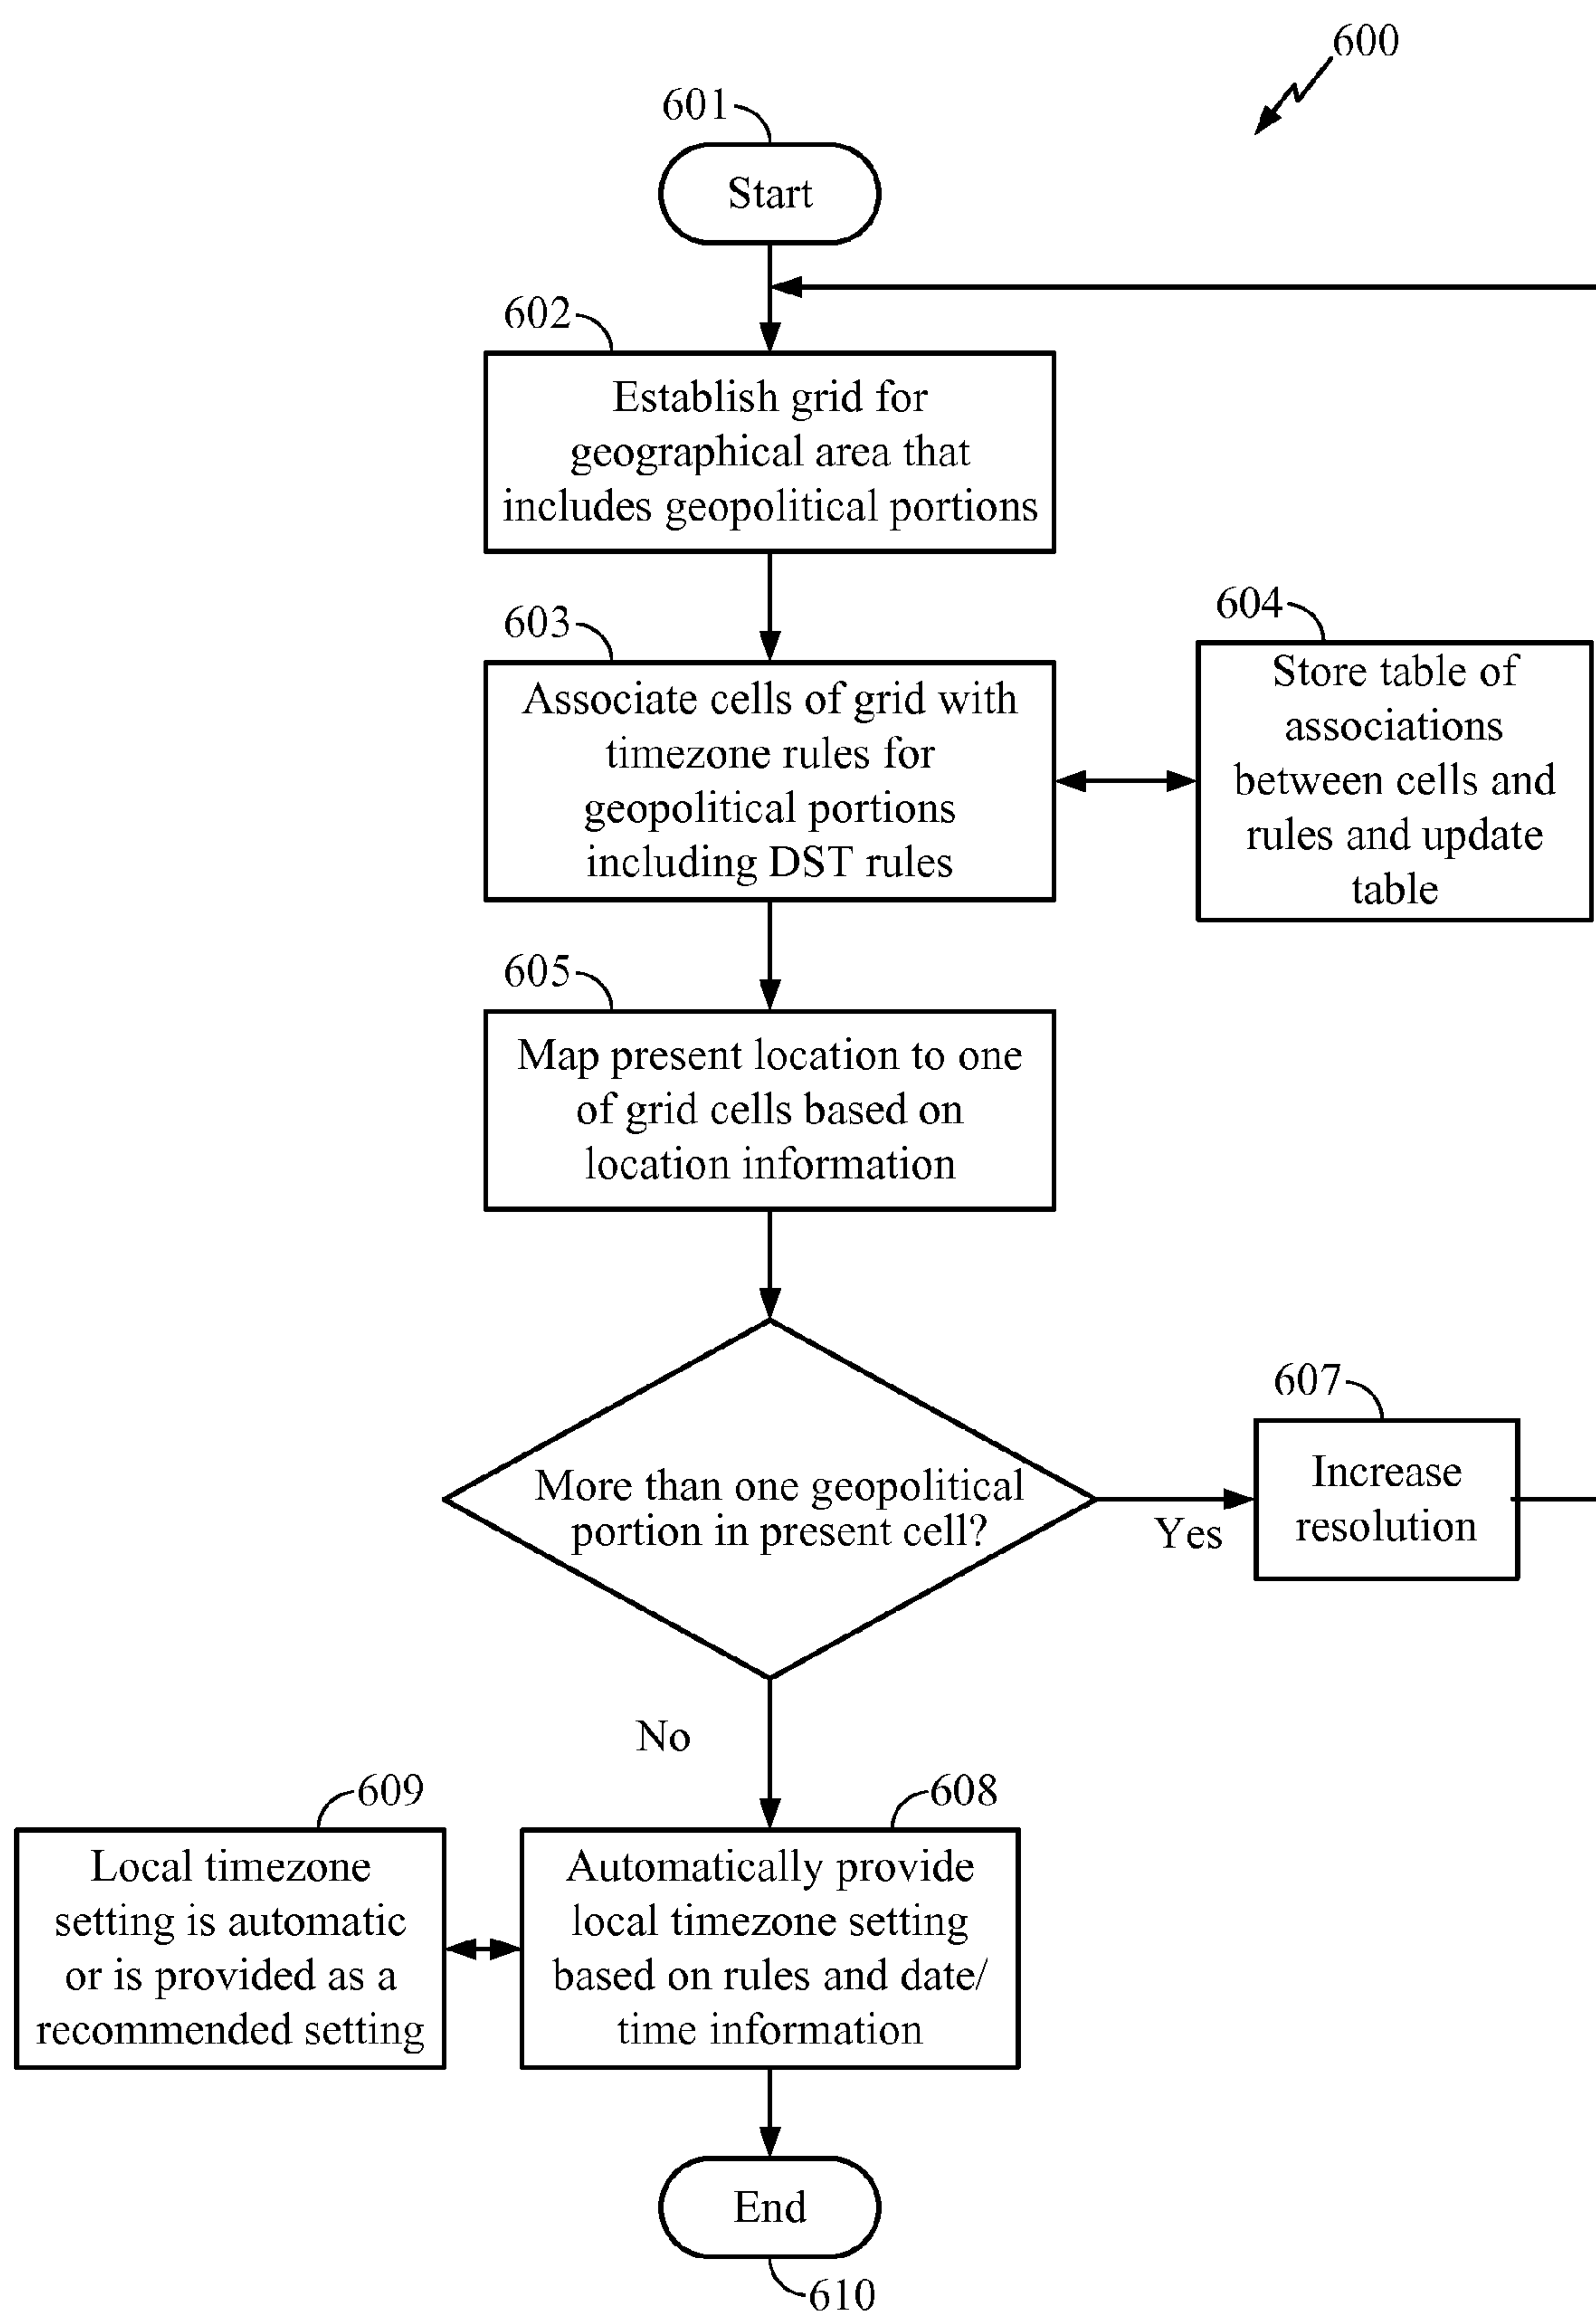 600
601
Start
602
Establish grid for
geographical area that
includes geopolitical portions
603
Associate cells of grid with
timezone rules for
geopolitical portions
including DST rules
604
Store table of
associations
between cells and
rules and update
table
605
Map present location to one
of grid cells based on
location information
More than one geopolitical
portion in present cell?
Yes
607
Increase
resolution
No
609
Local timezone
setting is automatic
or is provided as a
recommended setting
608
Automatically provide
local timezone setting
based on rules and date/
time information
End
610